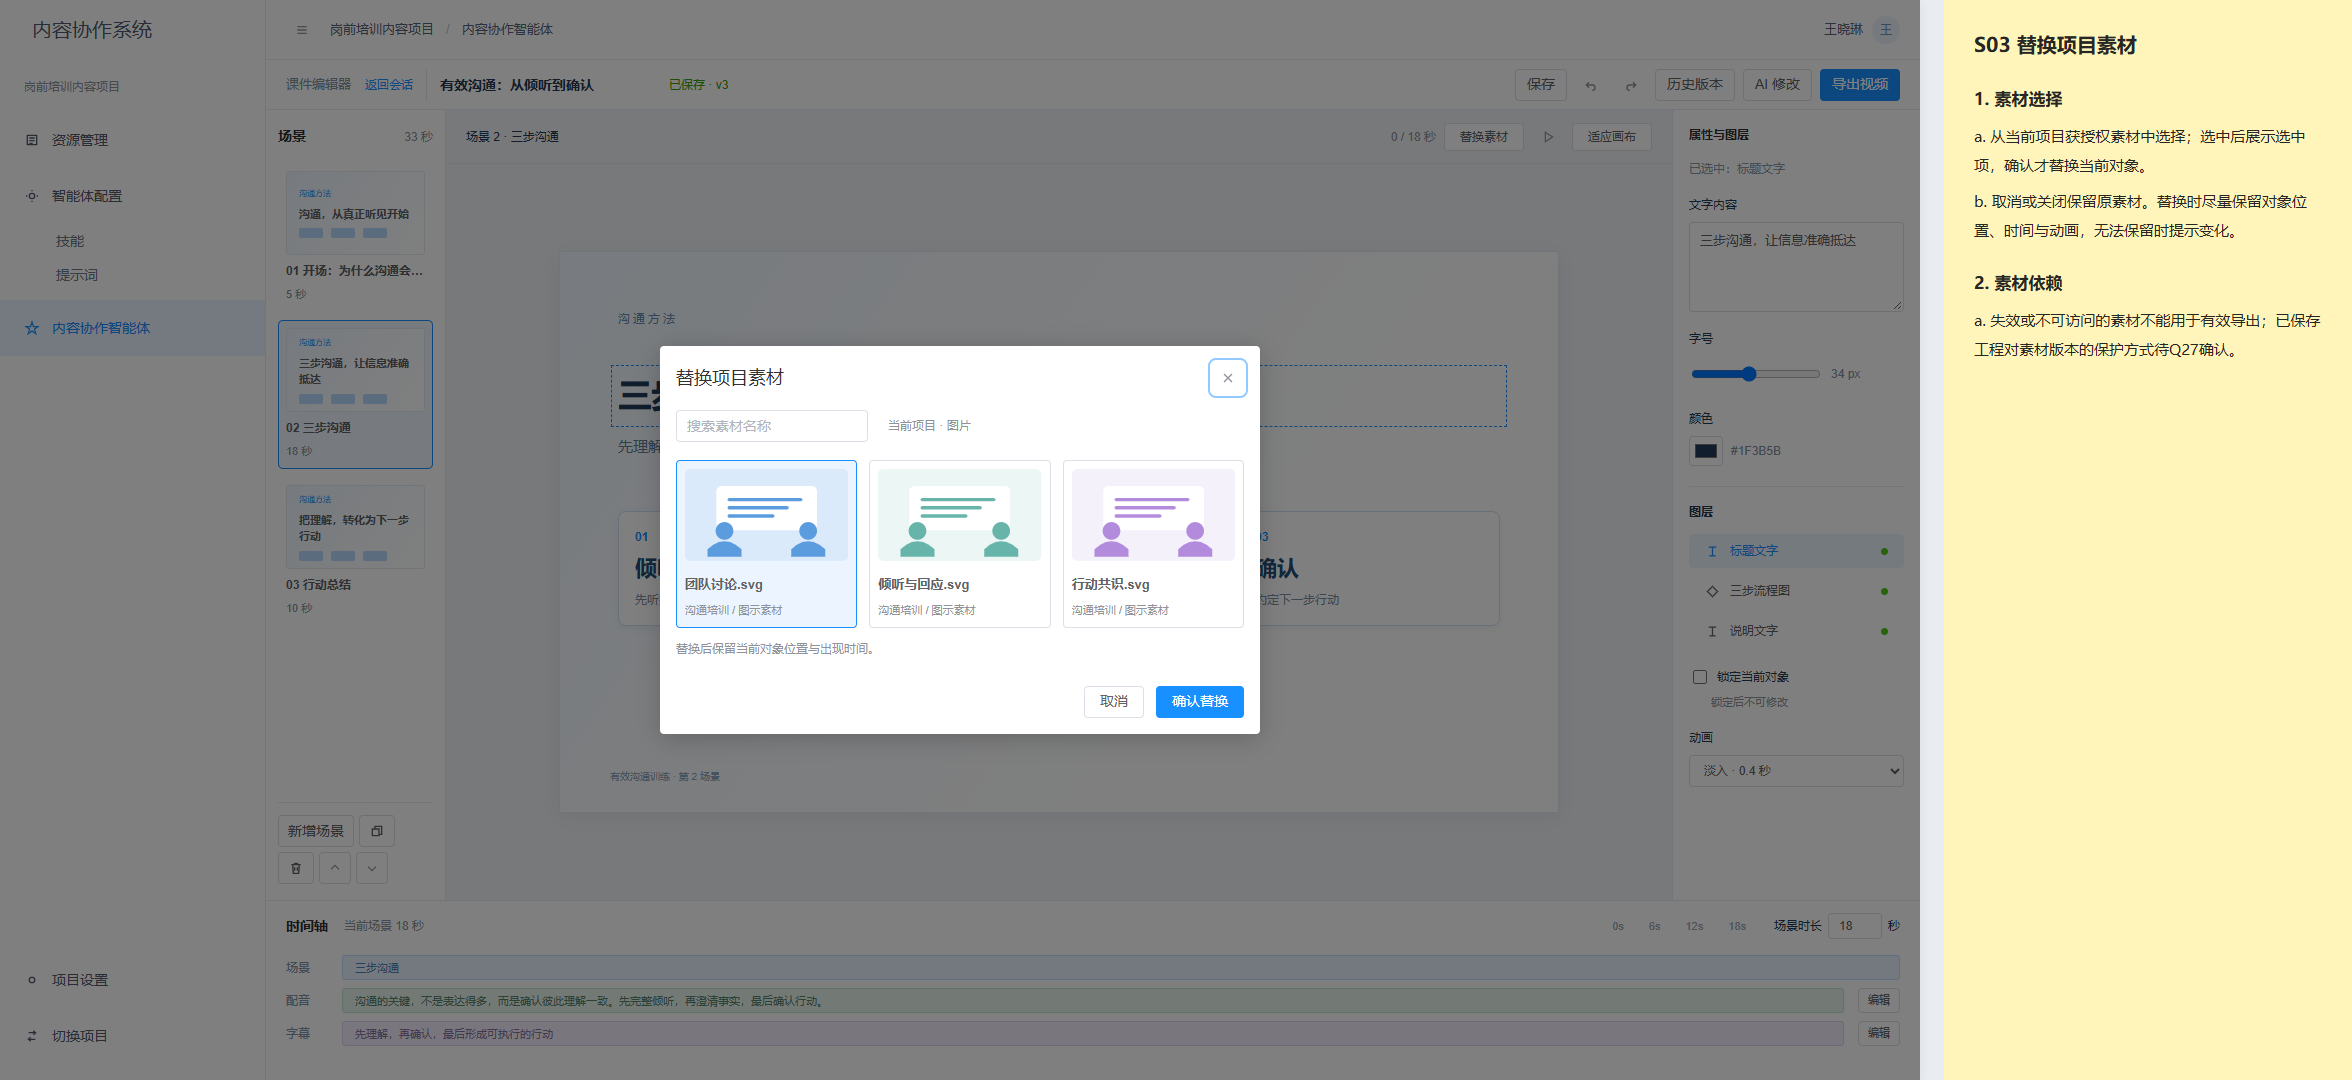 内容协作系统
岗前培训内容项目
资源管理
智能体配置
技能
提示词
内容协作智能体
项目设置
切换项目
岗前培训内容项目 / 内容协作智能体
王晓琳 王
课件编辑器 返回会话 有效沟通：从倾听到确认 已保存 · v3
保存 历史版本 AI 修改 导出视频
场景 33 秒
沟通方法
沟通，从真正听见开始
01 开场：为什么沟通会...
5 秒
沟通方法
三步沟通，让信息准确
抵达
02 三步沟通
18 秒
沟通方法
把理解，转化为下一步
行动
03 行动总结
10 秒
新增场景
场景 2 · 三步沟通 0 / 18 秒 替换素材 适应画布
沟通方法
三
先理解
01
倾
先听
03
确认
定下一步行动
有效沟通训练 · 第 2 场景
替换项目素材
搜索素材名称 当前项目 · 图片
团队讨论.svg
沟通培训 / 图示素材
倾听与回应.svg
沟通培训 / 图示素材
行动共识.svg
沟通培训 / 图示素材
替换后保留当前对象位置与出现时间。
取消 确认替换
属性与图层
已选中：标题文字
文字内容
三步沟通，让信息准确抵达
字号
34 px
颜色
#1F3B5B
图层
标题文字
三步流程图
说明文字
锁定当前对象
锁定后不可修改
动画
淡入 · 0.4 秒
时间轴 当前场景 18 秒 0s 6s 12s 18s 场景时长 18 秒
场景 三步沟通
配音 沟通的关键，不是表达得多，而是确认彼此理解一致。先完整倾听，再澄清事实，最后确认行动。 编辑
字幕 先理解，再确认，最后形成可执行的行动 编辑
S03 替换项目素材
1. 素材选择
a. 从当前项目获授权素材中选择；选中后展示选中
项，确认才替换当前对象。
b. 取消或关闭保留原素材。替换时尽量保留对象位
置、时间与动画，无法保留时提示变化。
2. 素材依赖
a. 失效或不可访问的素材不能用于有效导出；已保存
工程对素材版本的保护方式待Q27确认。